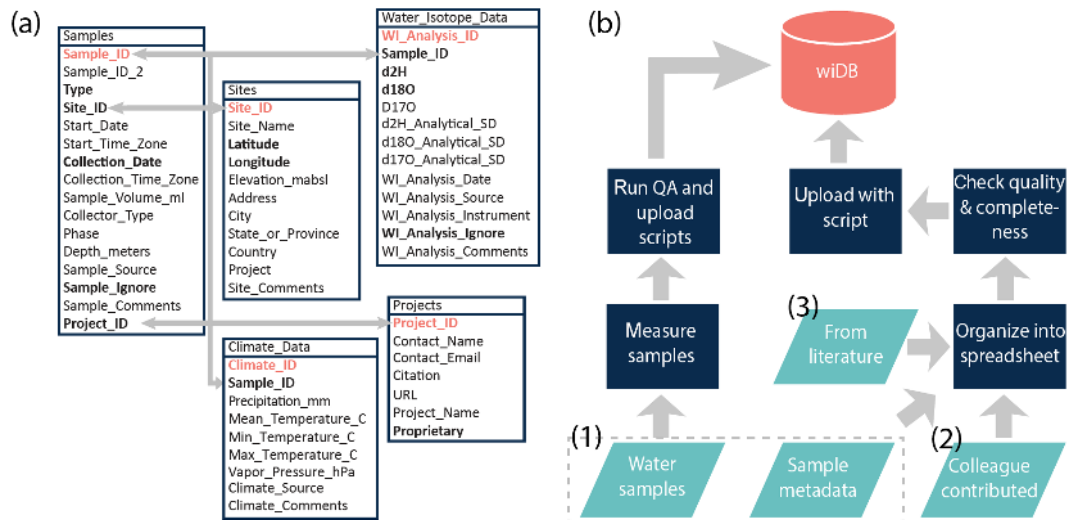 (a)
Samples
Sample_ID
Sample_ID_2
Type
Site_ID
Start_Date
Start_Time_Zone
Collection_Date
Collection_Time_Zone
Sample_Volume_ml
Collector_Type
Phase
Depth_meters
Sample_Source
Sample_Ignore
Sample_Comments
Project_ID
Sites
Site_ID
Site_Name
Latitude
Longitude
Elevation_mabsl
Address
City
State_or_Province
Country
Project
Site_Comments
Water_Isotope_Data
WI_Analysis_ID
Sample_ID
d2H
d18O
D17O
d2H_Analytical_SD
d18O_Analytical_SD
d17O_Analytical_SD
WI_Analysis_Date
WI_Analysis_Source
WI_Analysis_Instrument
WI_Analysis_Ignore
WI_Analysis_Comments
Climate_Data
Climate_ID
Sample_ID
Precipitation_mm
Mean_Temperature_C
Min_Temperature_C
Max_Temperature_C
Vapor_Pressure_hPa
Climate_Source
Climate_Comments
Projects
Project_ID
Contact_Name
Contact_Email
Citation
URL
Project_Name
Proprietary
(b)
wiDB
Run QA and
upload
scripts
Upload with
script
Check quality
& complete-
ness
Measure
samples
(3)
From
literature
Organize into
spreadsheet
(1)
Water
samples
Sample
metadata
(2)
Colleague
contributed